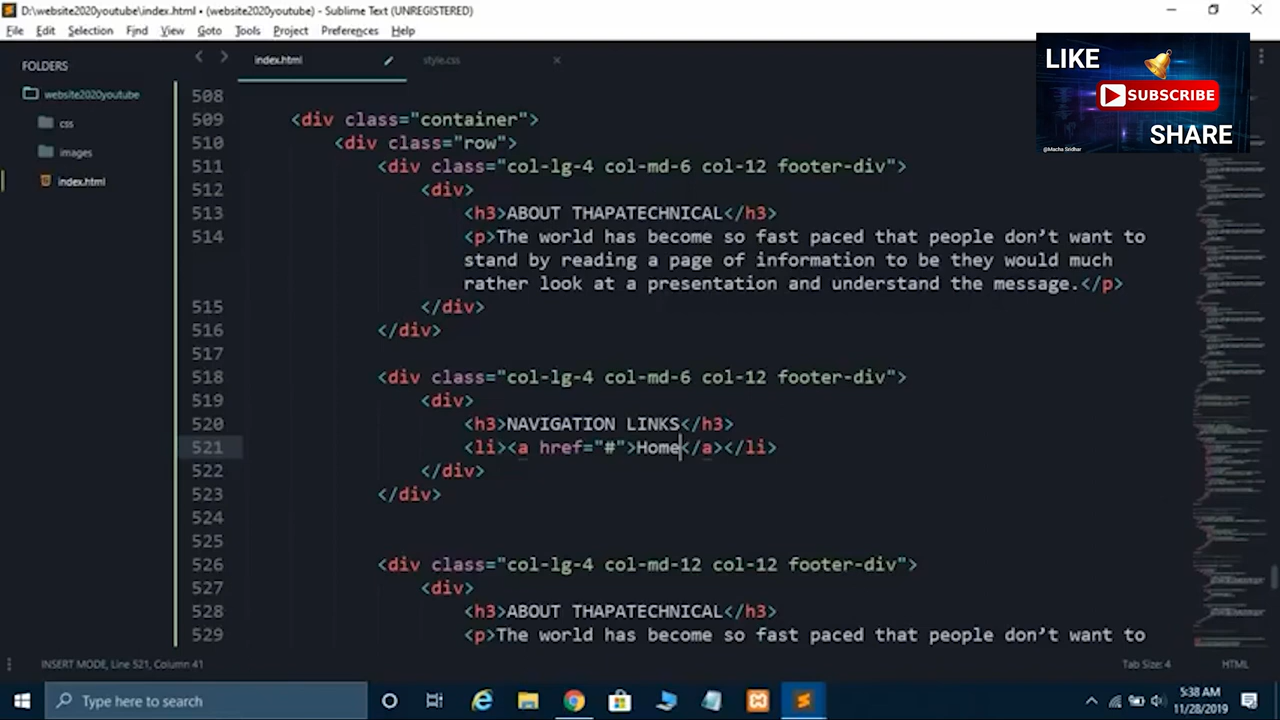 D:\website2020youtube\index.html • (website2020youtube) - Sublime Text (UNREGISTERED)
File Edit Selection Find View Goto Tools Project Preferences Help
FOLDERS
website2020youtube
css
images
index.html
index.html
style.css
LIKE
SUBSCRIBE
SHARE
@Macha Sridhar
508
509 <div class="container">
510 <div class="row">
511 <div class="col-lg-4 col-md-6 col-12 footer-div">
512 <div>
513 <h3>ABOUT THAPATECHNICAL</h3>
514 <p>The world has become so fast paced that people don’t want to
stand by reading a page of information to be they would much
rather look at a presentation and understand the message.</p>
515 </div>
516 </div>
517
518 <div class="col-lg-4 col-md-6 col-12 footer-div">
519 <div>
520 <h3>NAVIGATION LINKS</h3>
521 <li><a href="#">Home</a></li>
522 </div>
523 </div>
524
525
526 <div class="col-lg-4 col-md-12 col-12 footer-div">
527 <div>
528 <h3>ABOUT THAPATECHNICAL</h3>
529 <p>The world has become so fast paced that people don’t want to
INSERT MODE, Line 521, Column 41
Tab Size: 4
HTML
Type here to search
5:38 AM
11/28/2019